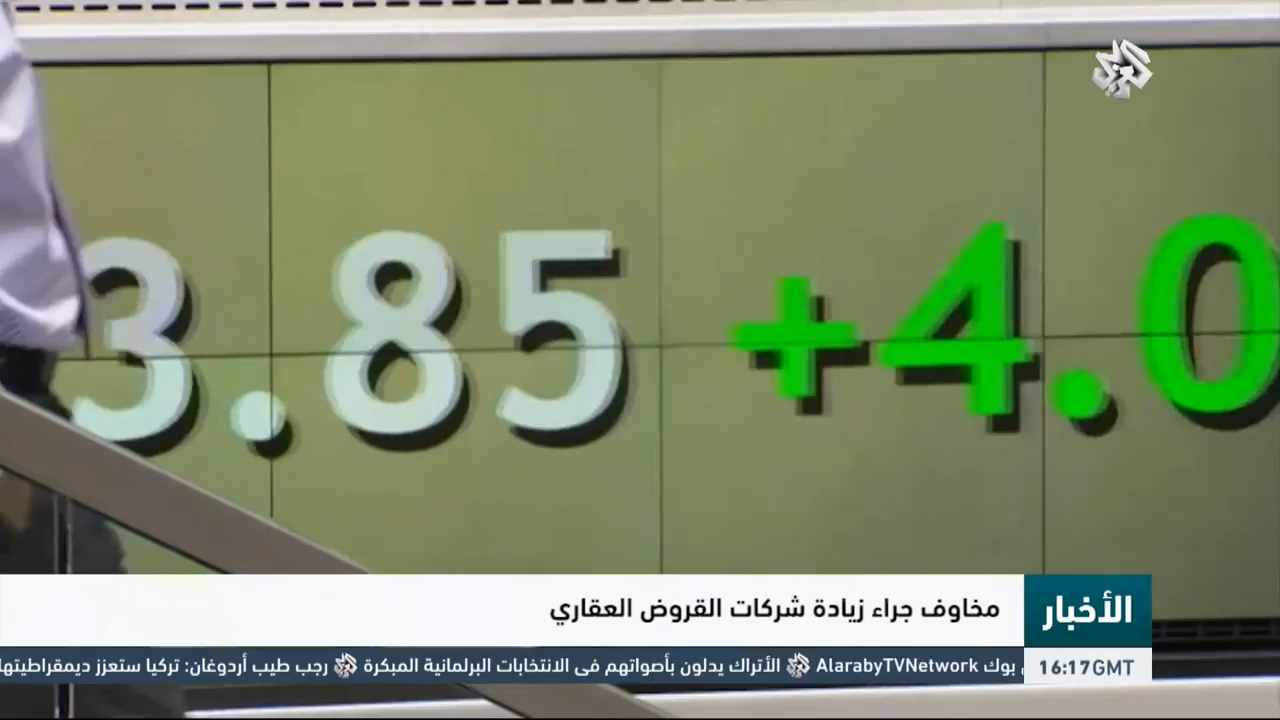 3.85 +4.0
مخاوف جراء زيادة شركات القروض العقاري
الأخبار
بوك AlarabyTVNetwork الأتراك يدلون بأصواتهم فى الانتخابات البرلمانية المبكرة رجب طيب أردوغان: تركيا ستعزز ديمقراطيتها
16:17GMT